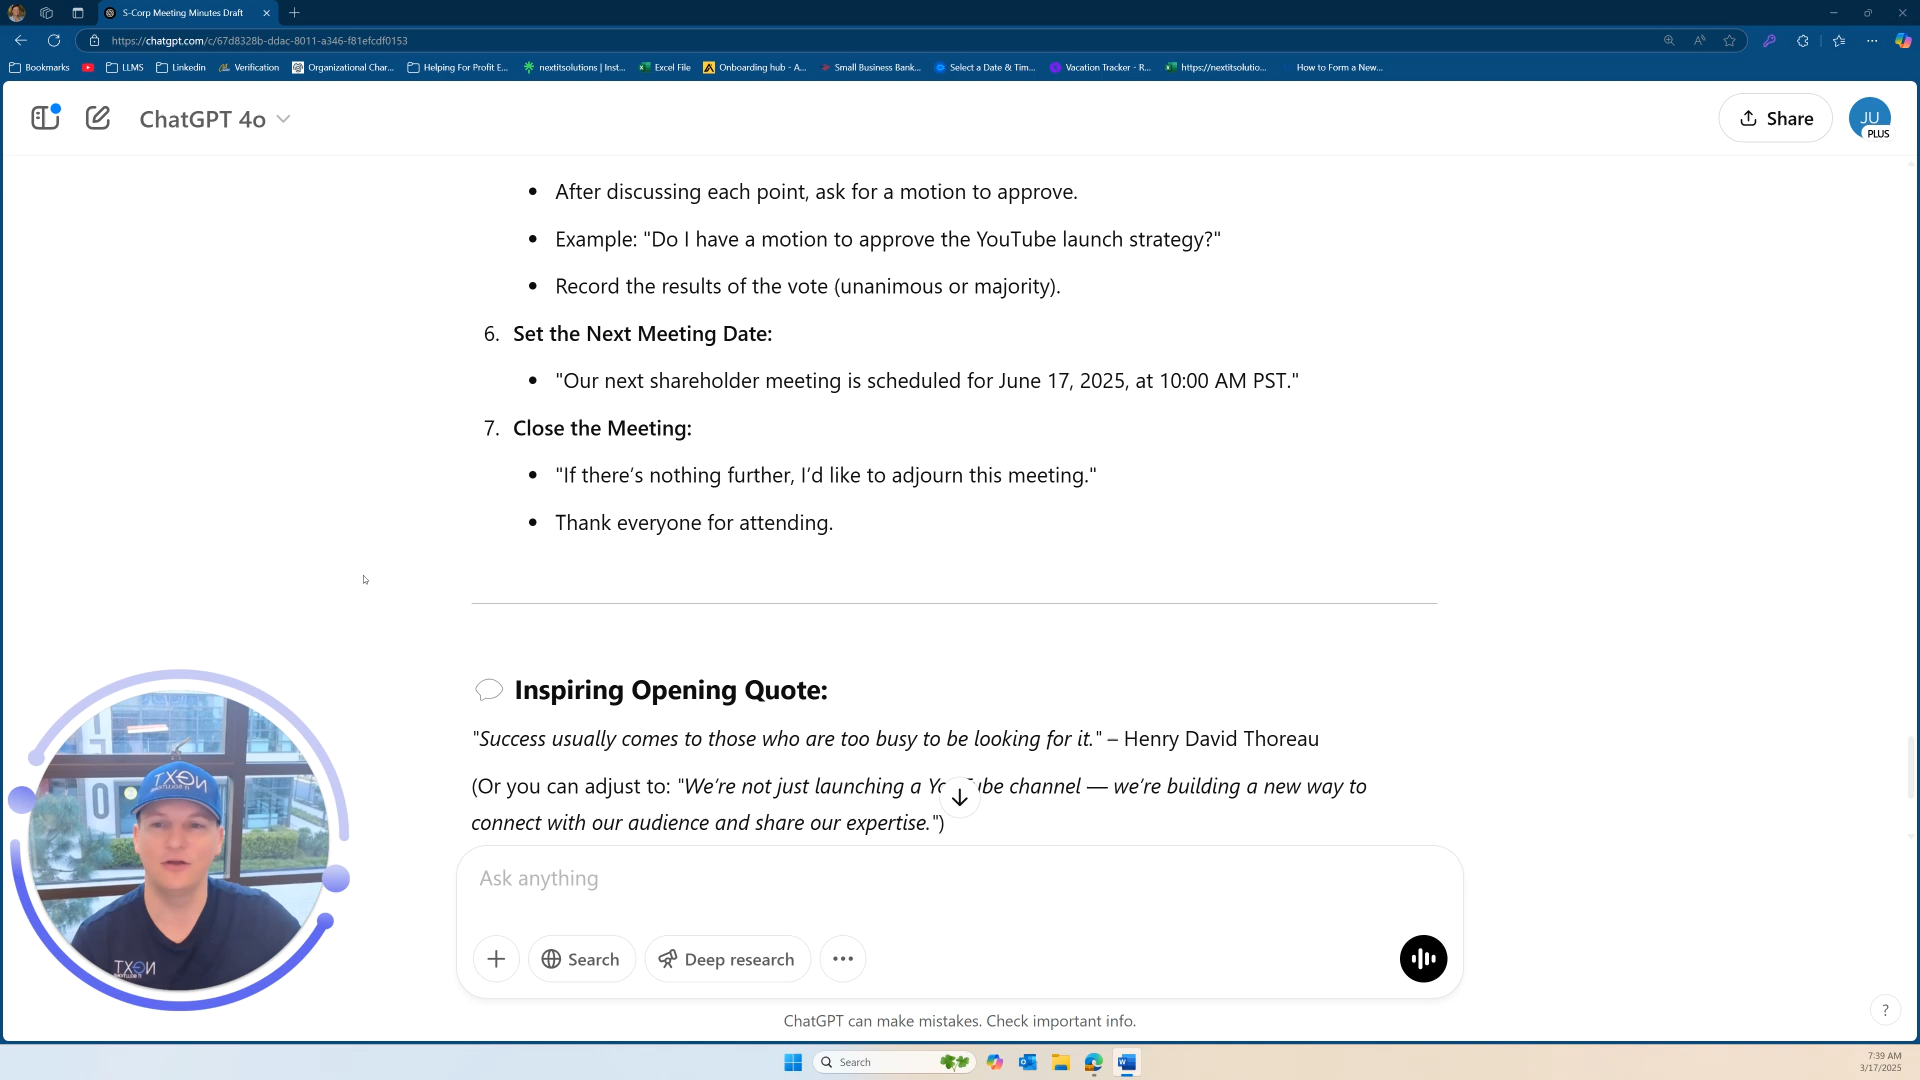 S-Corp Meeting Minutes Draft
https://chatgpt.com/c/67d8328b-ddac-8011-a346-f81efcdf0153
Bookmarks
LLMS
Linkedin
Verification
Organizational Char...
Helping For Profit E...
nextitsolutions | Inst...
Excel File
Onboarding hub - A...
Small Business Bank...
Select a Date & Tim...
Vacation Tracker - R...
https://nextitsolutio...
How to Form a New...
ChatGPT 4o
Share
JU
PLUS
• After discussing each point, ask for a motion to approve.
• Example: "Do I have a motion to approve the YouTube launch strategy?"
• Record the results of the vote (unanimous or majority).
6. Set the Next Meeting Date:
• "Our next shareholder meeting is scheduled for June 17, 2025, at 10:00 AM PST."
7. Close the Meeting:
• "If there's nothing further, I'd like to adjourn this meeting."
• Thank everyone for attending.
Inspiring Opening Quote:
"Success usually comes to those who are too busy to be looking for it." – Henry David Thoreau
(Or you can adjust to: "We're not just launching a YouTube channel — we're building a new way to
connect with our audience and share our expertise.")
Ask anything
Search
Deep research
ChatGPT can make mistakes. Check important info.
?
NEXT
NEXT
Search
7:39 AM
3/17/2025